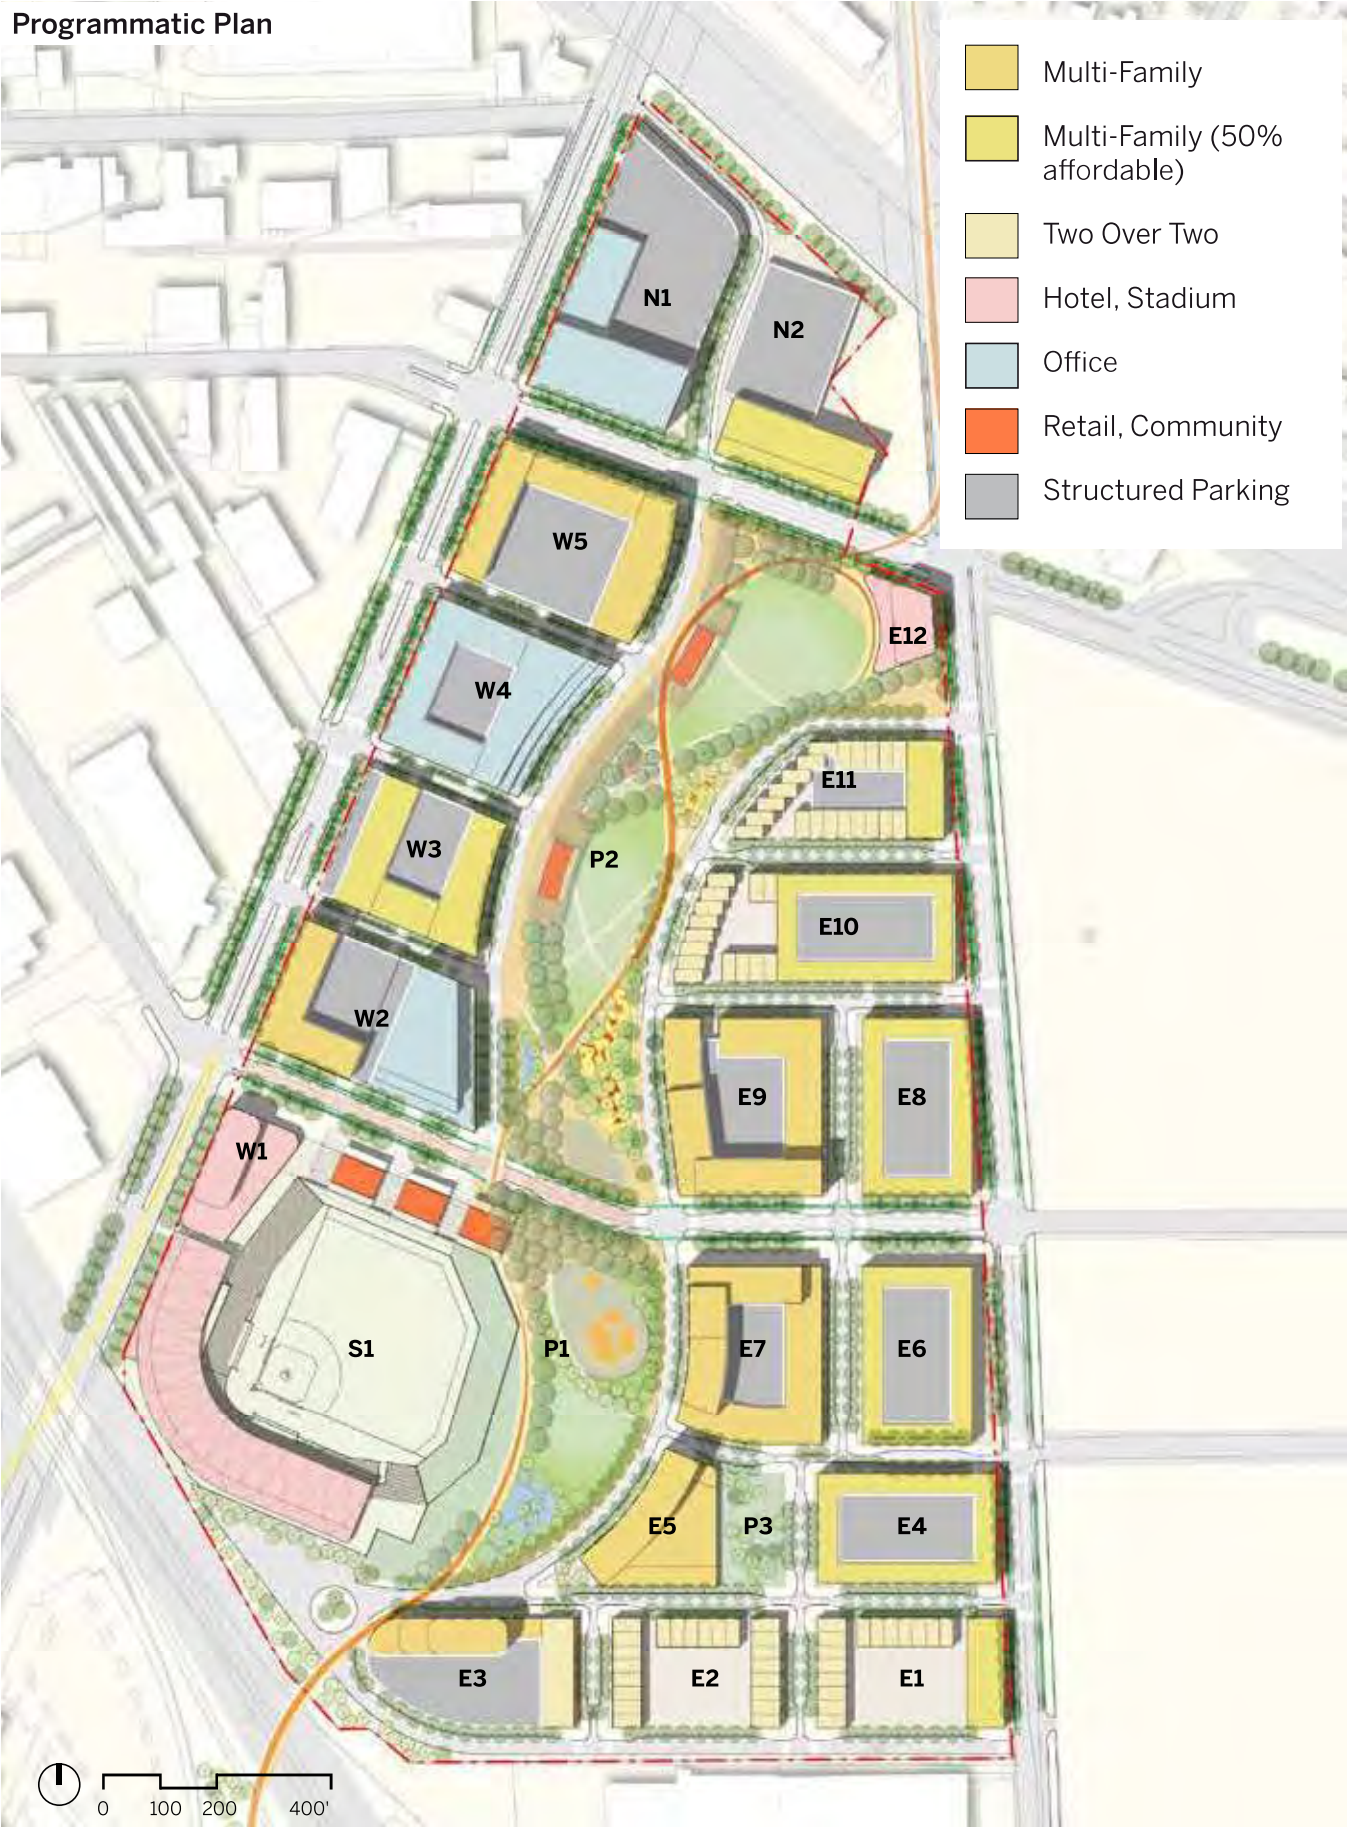 Programmatic Plan
Multi-Family
Multi-Family (50%
affordable)
Two Over Two
Hotel, Stadium
Office
Retail, Community
Structured Parking
N1
N2
W5
E12
W4
E11
W3
P2
E10
W2
E9
E8
W1
S1
P1
E7
E6
E5
P3
E4
E3
E2
E1
0 100 200 400'